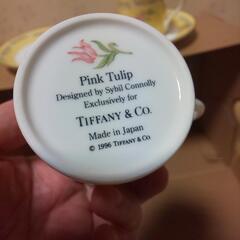 Pink Tulip
Designed by Sybil Connolly
Exclusively for
TIFFANY & CO.
Made in Japan
© 1996 TIFFANY & CO.